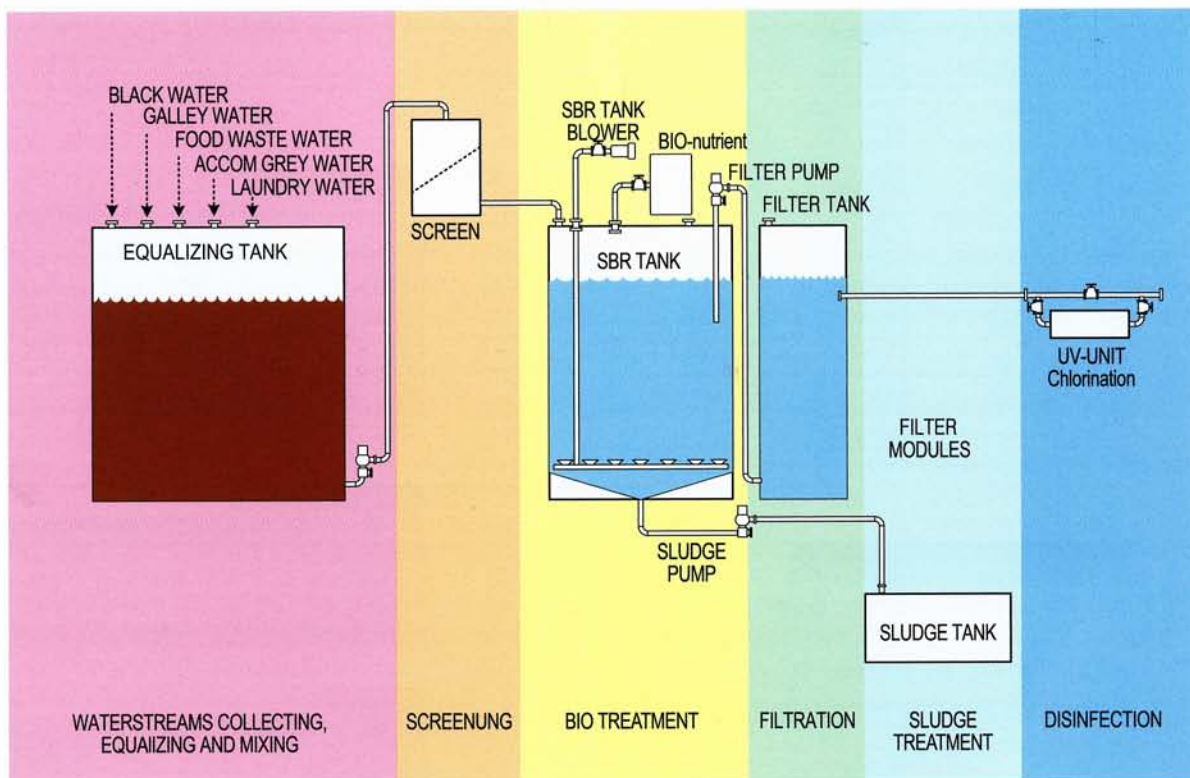 BLACK WATER
GALLEY WATER
FOOD WASTE WATER
ACCOM GREY WATER
LAUNDRY WATER
EQUALIZING TANK
SCREEN
SBR TANK
BLOWER
BIO-nutrient
SBR TANK
FILTER PUMP
FILTER TANK
UV-UNIT
Chlorination
FILTER
MODULES
SLUDGE
PUMP
SLUDGE TANK
WATERSTREAMS COLLECTING,
EQUAIIZING AND MIXING
SCREENUNG
BIO TREATMENT
FILTRATION
SLUDGE
TREATMENT
DISINFECTION